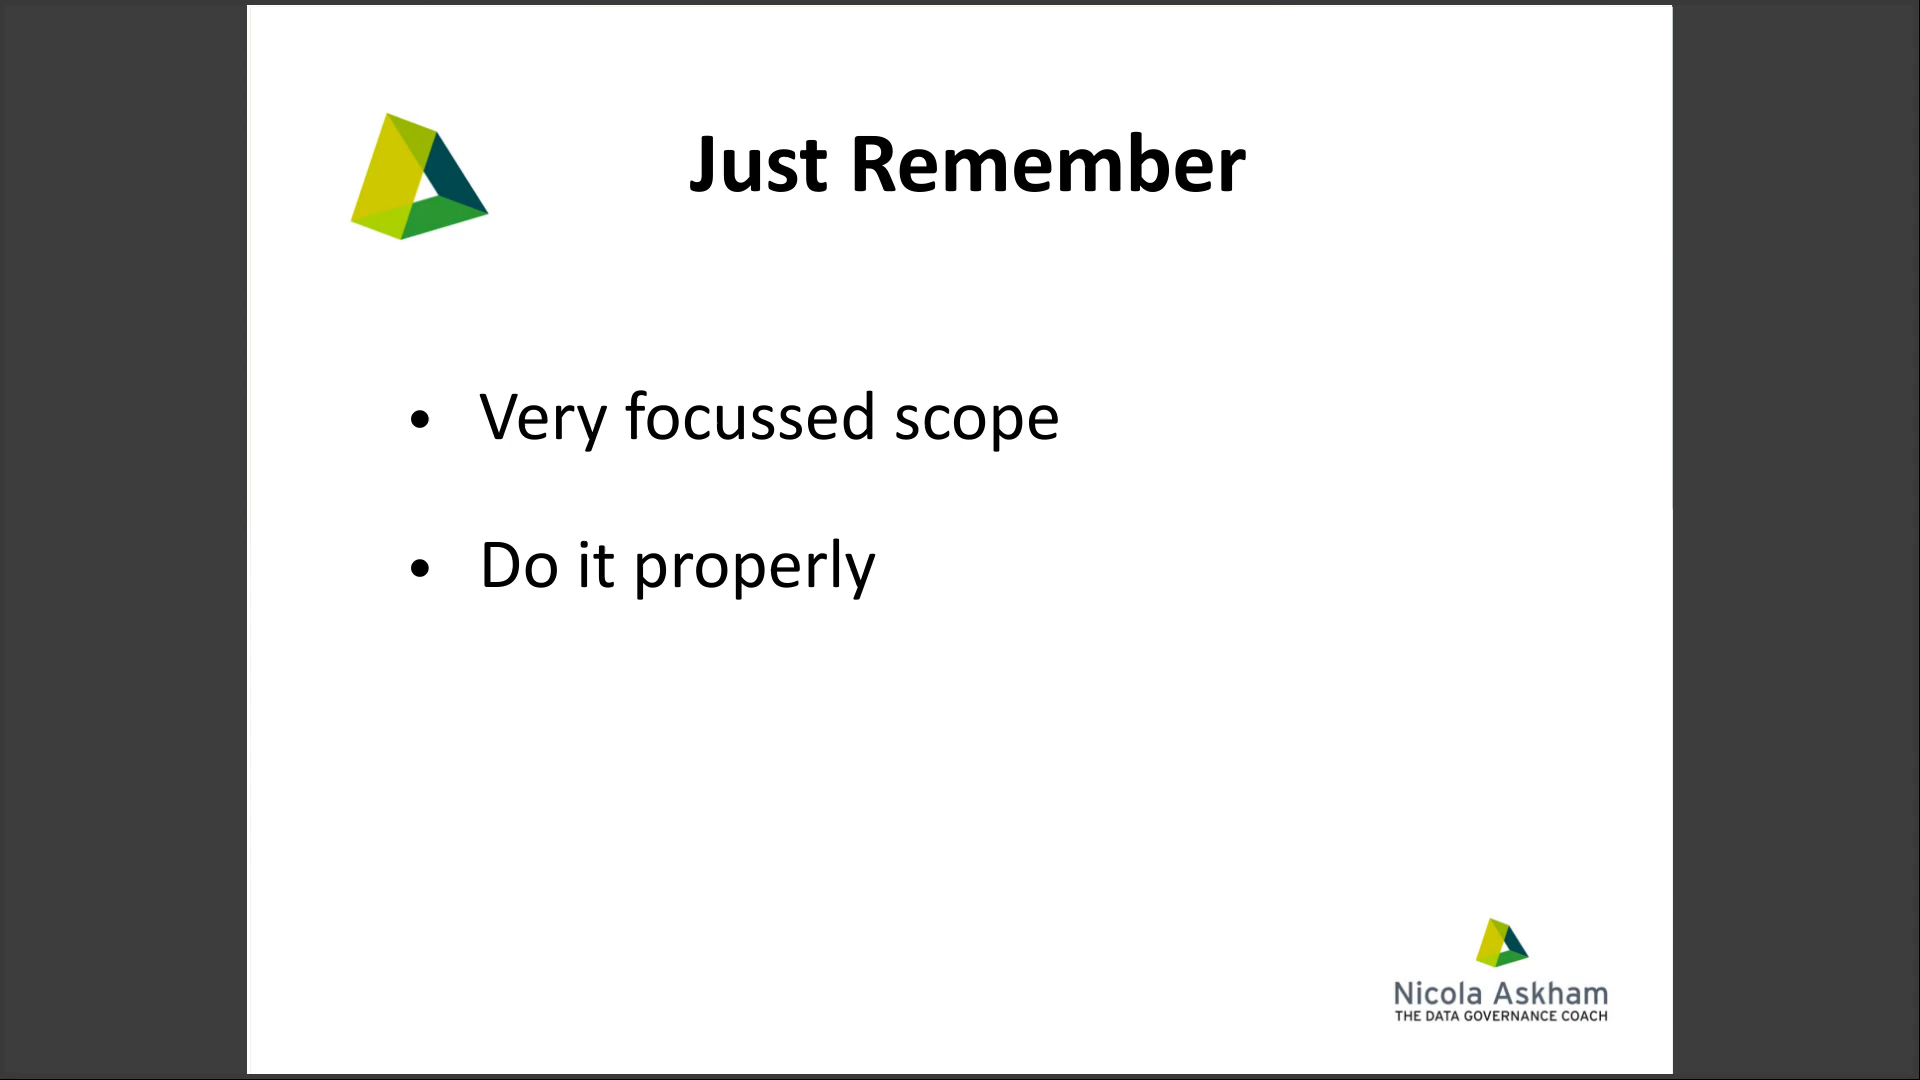 Just Remember
• Very focussed scope
• Do it properly
Nicola Askham
THE DATA GOVERNANCE COACH